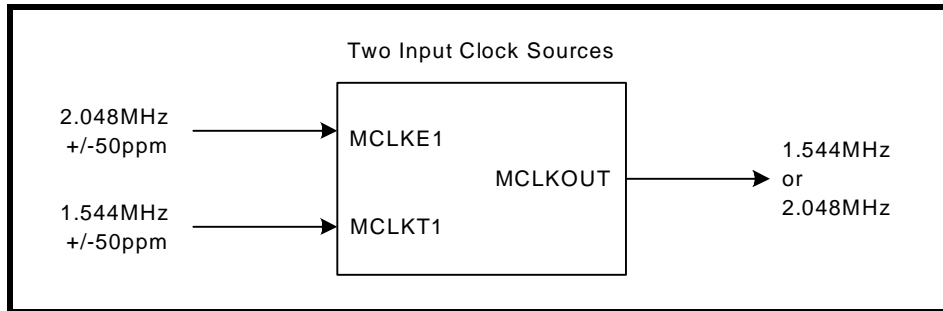 Two Input Clock Sources
2.048MHz
+/-50ppm
MCLKE1
MCLKOUT
1.544MHz
or
2.048MHz
1.544MHz
+/-50ppm
MCLKT1